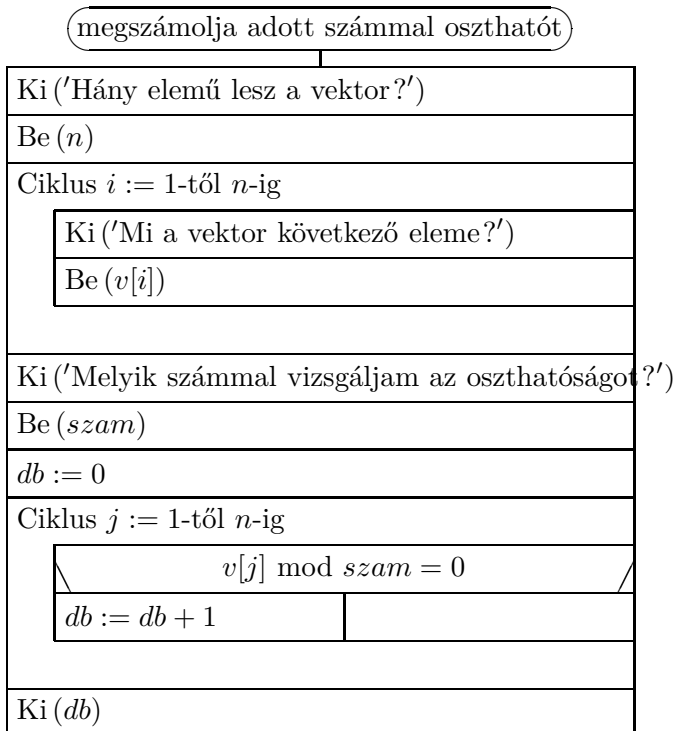 megszámolja adott számmal oszthatót
Ki ('Hány elemű lesz a vektor?')
Be (n)
Ciklus i := 1-től n-ig
Ki ('Mi a vektor következő eleme?')
Be (v[i])
Ki ('Melyik számmal vizsgáljam az oszthatóságot?')
Be (szam)
db := 0
Ciklus j := 1-től n-ig
v[j] mod szam = 0
db := db + 1
Ki (db)